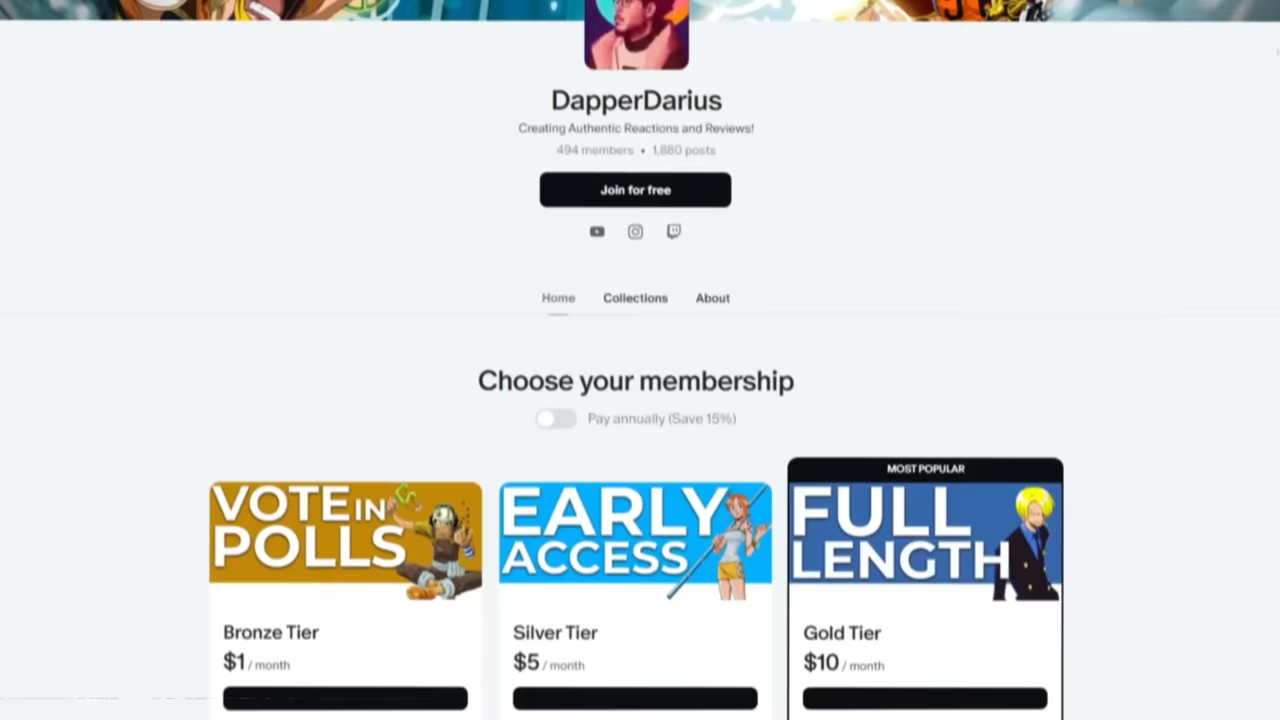 DapperDarius
Creating Authentic Reactions and Reviews!
494 members • 1,880 posts
Join for free
Home Collections About
Choose your membership
Pay annually (Save 15%)
MOST POPULAR
VOTE IN
POLLS
EARLY
ACCESS
FULL
LENGTH
Bronze Tier
$1 / month
Silver Tier
$5 / month
Gold Tier
$10 / month